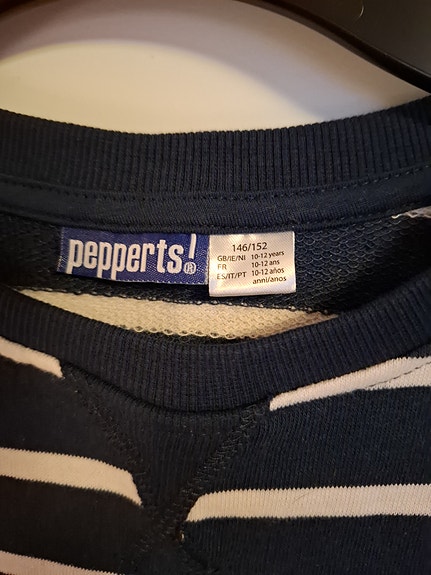 pepperts!®
146/152
GB/IE/NI 10-12 years
FR 10-12 ans
ES/IT/PT 10-12 años
anni/anos